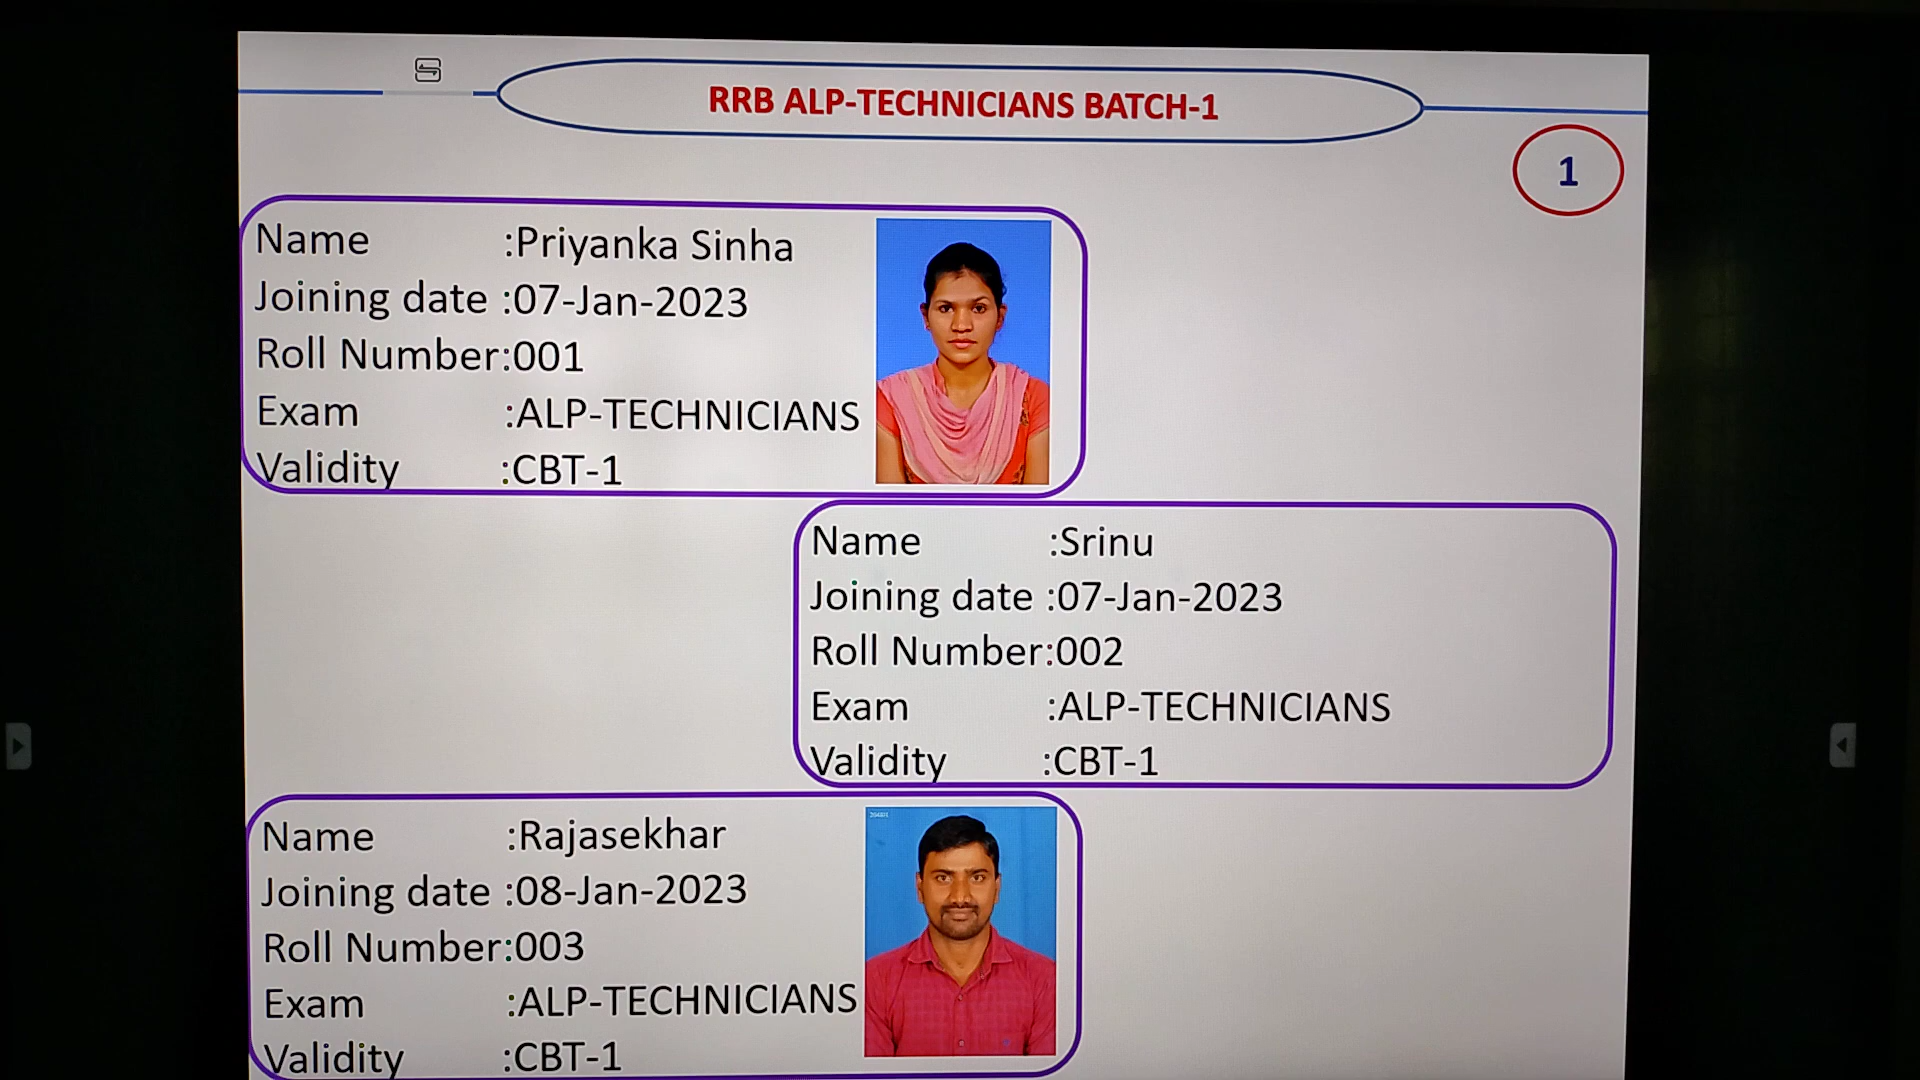 RRB ALP-TECHNICIANS BATCH-1
1
Name :Priyanka Sinha
Joining date :07-Jan-2023
Roll Number:001
Exam :ALP-TECHNICIANS
Validity :CBT-1
Name :Srinu
Joining date :07-Jan-2023
Roll Number:002
Exam :ALP-TECHNICIANS
Validity :CBT-1
Name :Rajasekhar
Joining date :08-Jan-2023
Roll Number:003
Exam :ALP-TECHNICIANS
Validity :CBT-1